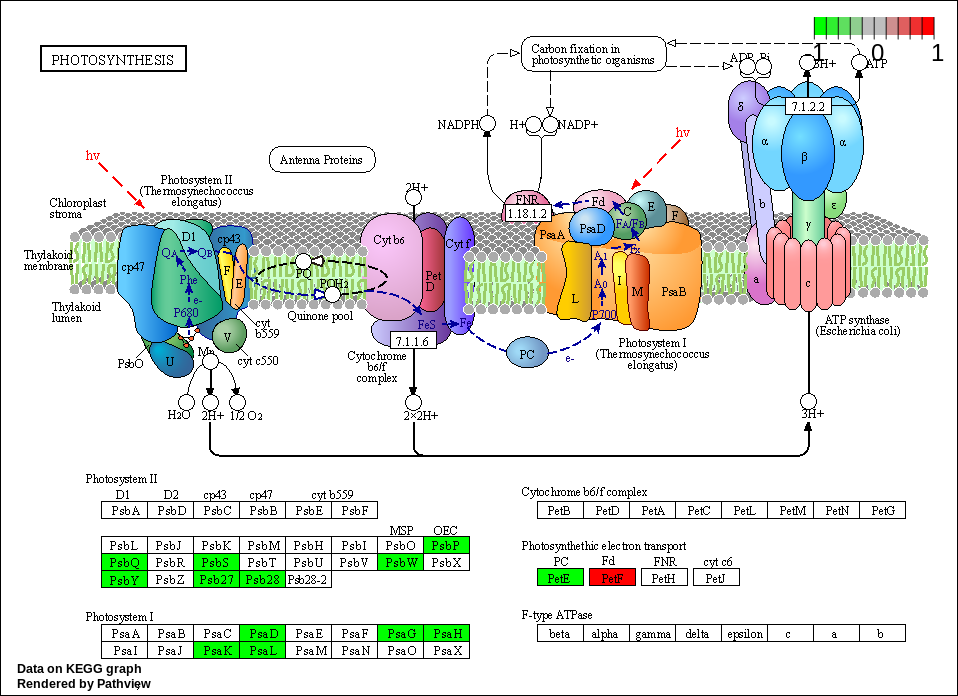 PHOTOSYNTHESIS
1 0 1
Carbon fixation in
photosynthetic organisms
ADP Pi 3H+ ATP
NADPH H+ NADP+
hν
hν
Antenna Proteins
Photosystem II
(Thermosynechococcus
elongatus)
Chloroplast
stroma
Thylakoid
membrane
Thylakoid
lumen
D1
cp43
cp47
QA QB
Phe
e-
P680
F
E
PsbO
U
V
Mn
cyt
b559
cyt c550
H2O 2H+ 1/2 O2
PQ
PQH2
Quinone pool
2H+
Cyt b6
Cyt f
Pet
D
FeS
Fe
7.1.1.6
Cytochrome
b6/f
complex
2×2H+
PC
e-
FNR
1.18.1.2
Fd
E
F
C
FA/FB
PsaA
PsaD
Fx
A1
A0
P700
L
I
M
PsaB
Photosystem I
(Thermosynechococcus
elongatus)
7.1.2.2
δ
α
β
α
b
ε
γ
a
c
ATP synthase
(Escherichia coli)
3H+
Photosystem II
D1 D2 cp43 cp47 cyt b559
PsbA PsbD PsbC PsbB PsbE PsbF
MSP OEC
PsbL PsbJ PsbK PsbM PsbH PsbI PsbO PsbP
PsbQ PsbR PsbS PsbT PsbU PsbV PsbW PsbX
PsbY PsbZ Psb27 Psb28 Psb28-2
Photosystem I
PsaA PsaB PsaC PsaD PsaE PsaF PsaG PsaH
PsaI PsaJ PsaK PsaL PsaM PsaN PsaO PsaX
Cytochrome b6/f complex
PetB PetD PetA PetC PetL PetM PetN PetG
Photosynthethic electron transport
PC Fd FNR cyt c6
PetE PetF PetH PetJ
F-type ATPase
beta alpha gamma delta epsilon c a b
Data on KEGG graph
Rendered by Pathview